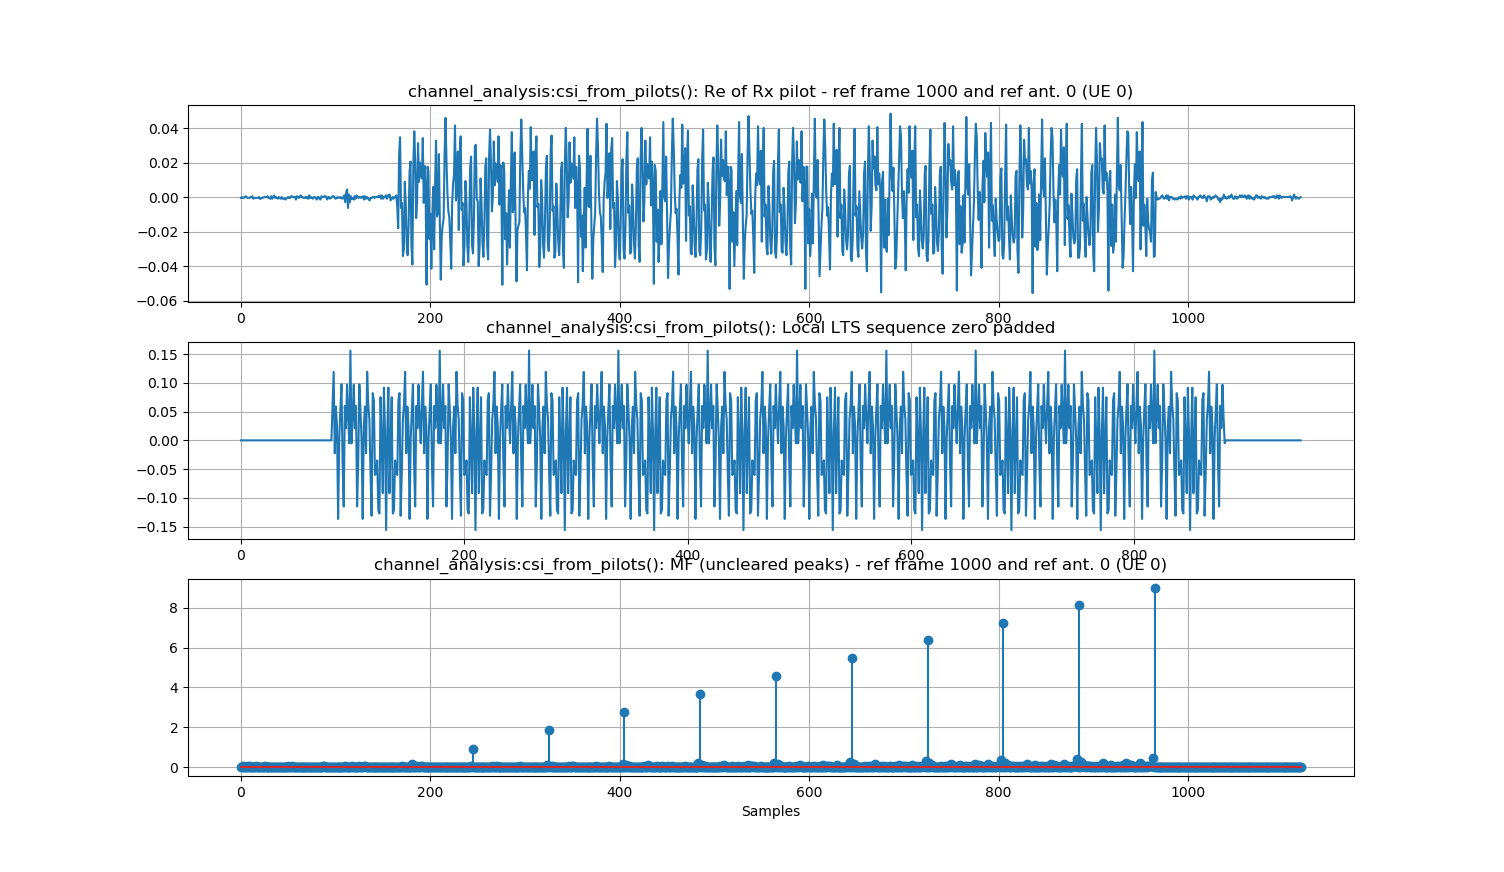 channel_analysis:csi_from_pilots(): Re of Rx pilot - ref frame 1000 and ref ant. 0 (UE 0)
0.04
0.02
0.00
−0.02
−0.04
−0.06
0 200 400 600 800 1000
channel_analysis:csi_from_pilots(): Local LTS sequence zero padded
0.15
0.10
0.05
0.00
−0.05
−0.10
−0.15
0 200 400 600 800
channel_analysis:csi_from_pilots(): MF (uncleared peaks) - ref frame 1000 and ref ant. 0 (UE 0)
8
6
4
2
0
0 200 400 600 800 1000
Samples